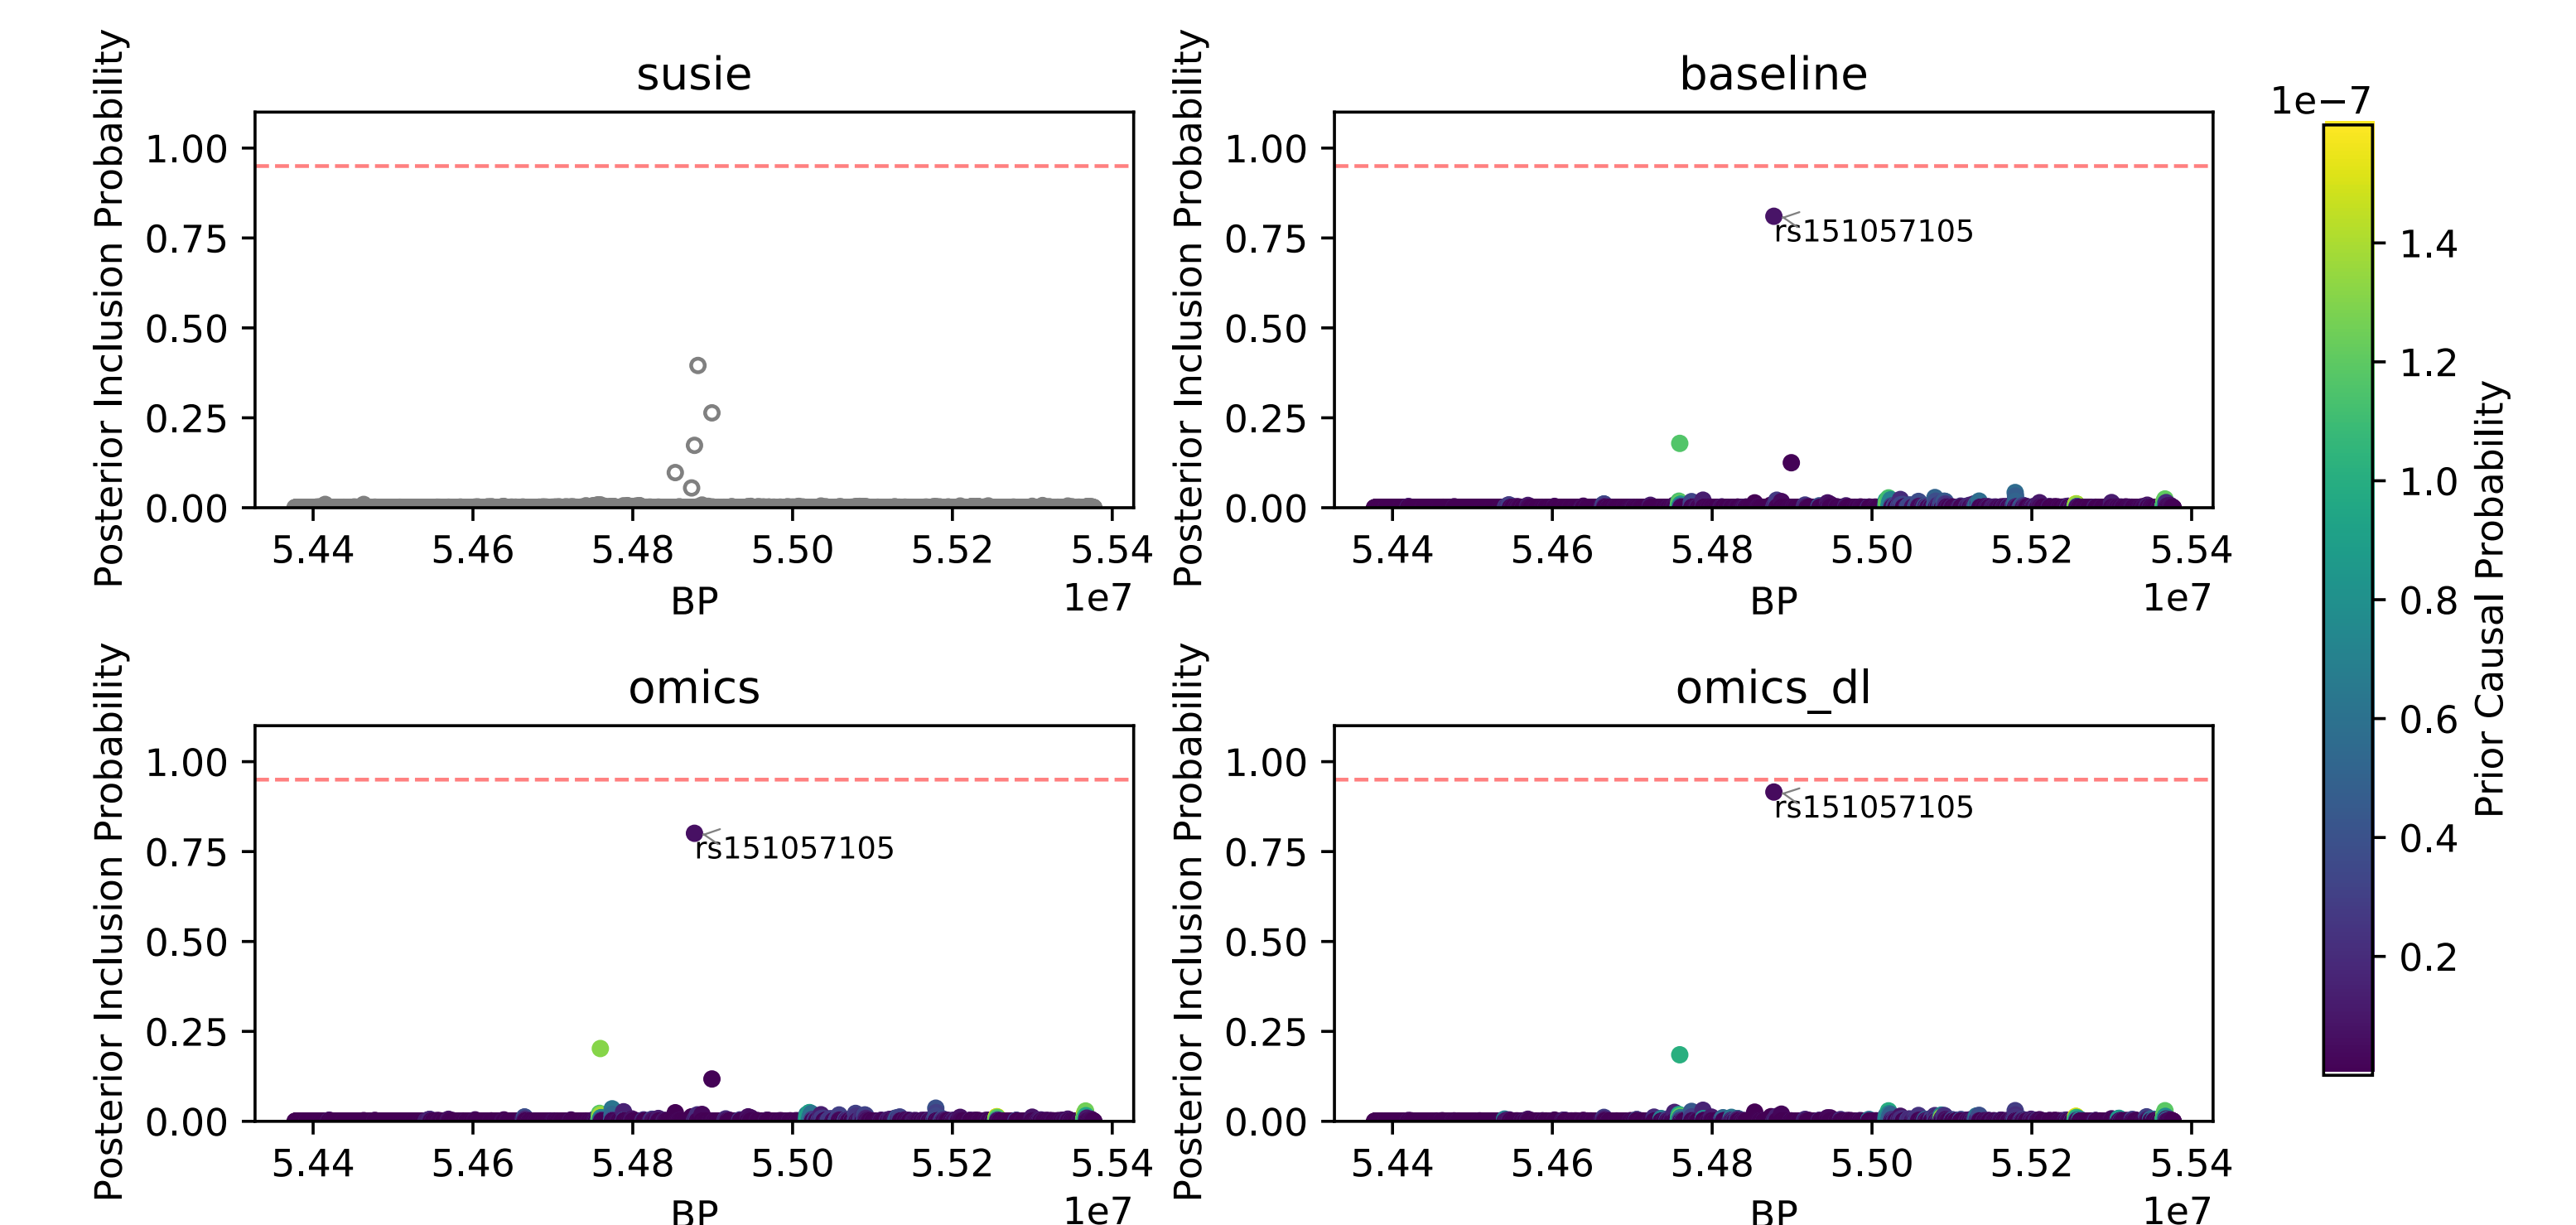 susie
Posterior Inclusion Probability
1.00
0.75
0.50
0.25
0.00
5.44 5.46 5.48 5.50 5.52 5.54
BP
1e7
baseline
Posterior Inclusion Probability
1.00
0.75
0.50
0.25
0.00
rs151057105
5.44 5.46 5.48 5.50 5.52 5.54
BP
1e7
omics
Posterior Inclusion Probability
1.00
0.75
0.50
0.25
0.00
rs151057105
5.44 5.46 5.48 5.50 5.52 5.54
BP
1e7
omics_dl
Posterior Inclusion Probability
1.00
0.75
0.50
0.25
0.00
rs151057105
5.44 5.46 5.48 5.50 5.52 5.54
BP
1e7
1e−7
1.4
1.2
1.0
0.8
0.6
0.4
0.2
Prior Causal Probability